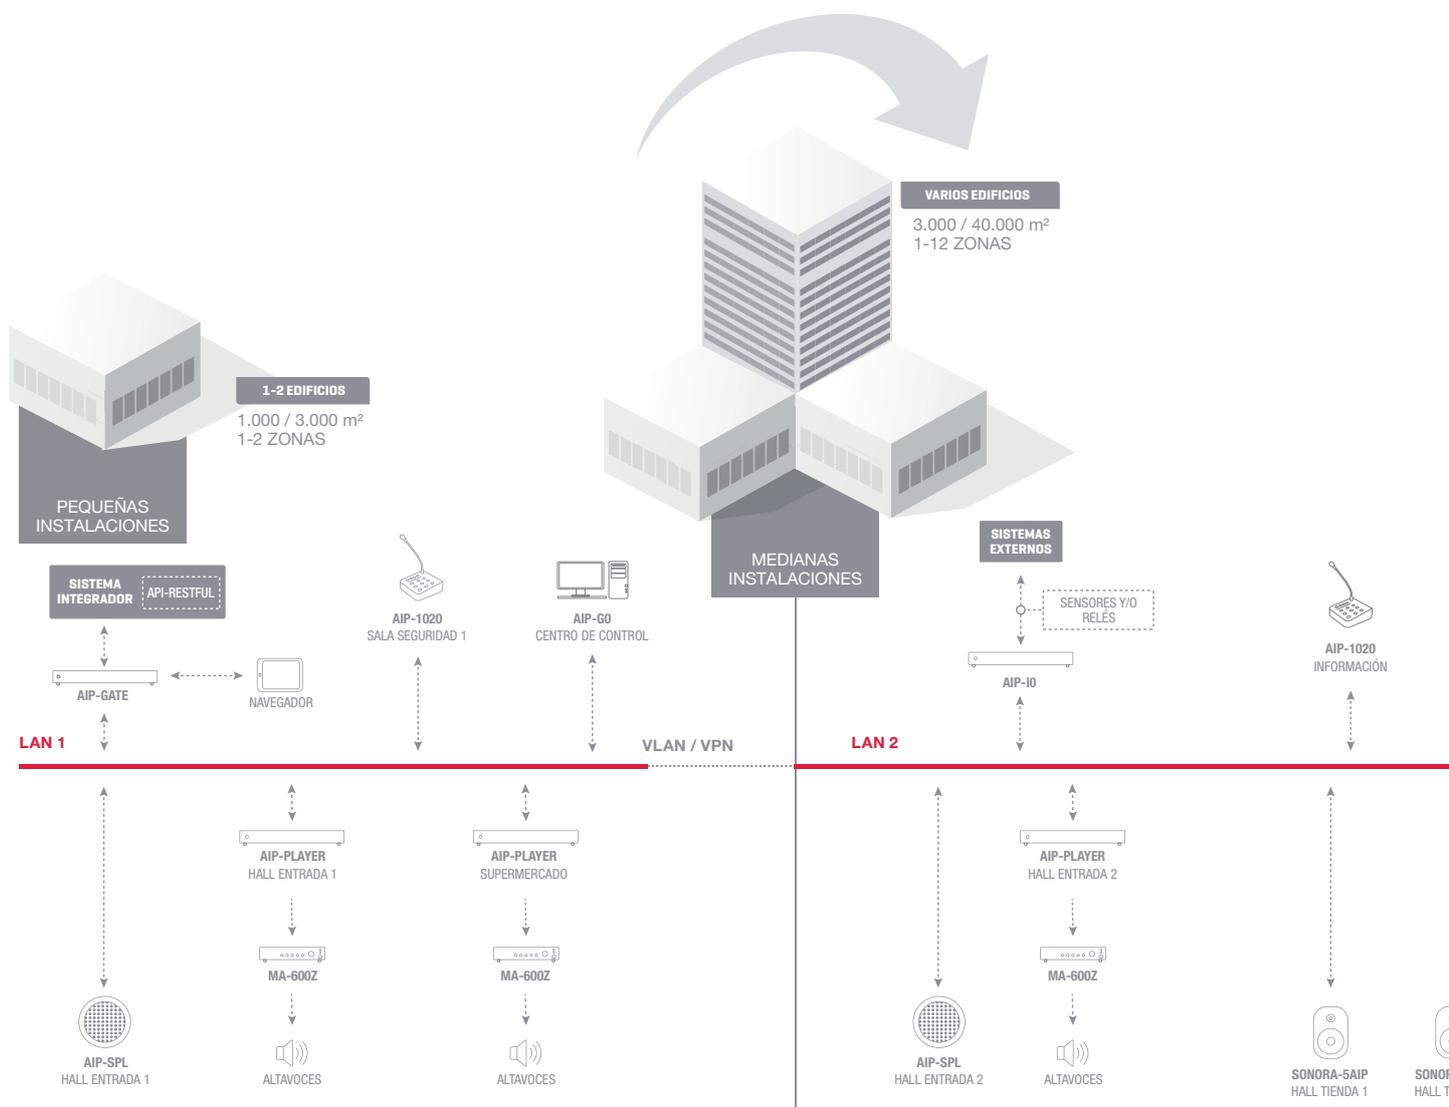 VARIOS EDIFICIOS
3.000 / 40.000 m²
1-12 ZONAS
1-2 EDIFICIOS
1.000 / 3.000 m²
1-2 ZONAS
PEQUEÑAS
INSTALACIONES
MEDIANAS
INSTALACIONES
SISTEMA
INTEGRADOR
API-RESTFUL
AIP-GATE
NAVEGADOR
AIP-1020
SALA SEGURIDAD 1
AIP-GO
CENTRO DE CONTROL
SISTEMAS
EXTERNOS
SENSORES Y/O
RELÉS
AIP-IO
AIP-1020
INFORMACIÓN
LAN 1
VLAN / VPN
LAN 2
AIP-PLAYER
HALL ENTRADA 1
AIP-PLAYER
SUPERMERCADO
AIP-PLAYER
HALL ENTRADA 2
MA-600Z
MA-600Z
MA-600Z
AIP-SPL
HALL ENTRADA 1
ALTAVOCES
ALTAVOCES
AIP-SPL
HALL ENTRADA 2
ALTAVOCES
SONORA-5AIP
HALL TIENDA 1
SONOR
HALL T